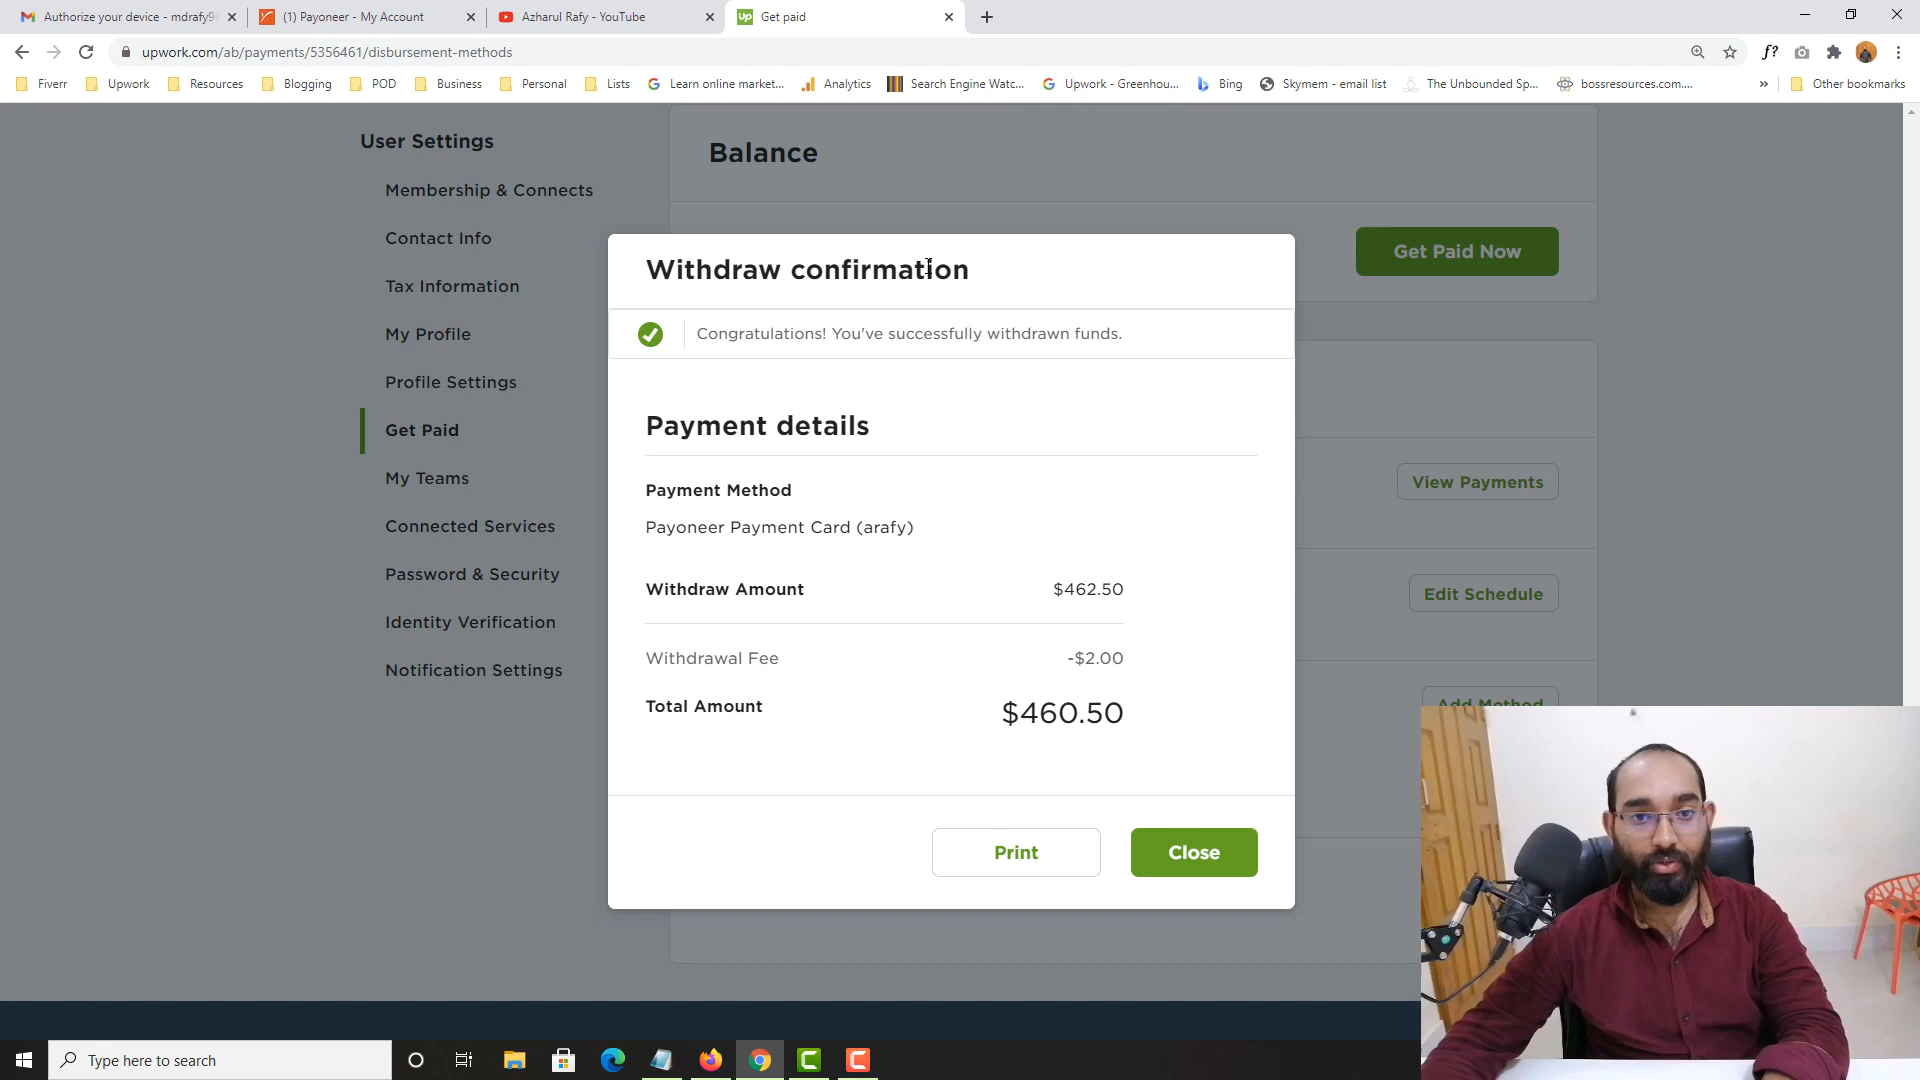 Authorize your device - mdrafy9
(1) Payoneer - My Account
Azharul Rafy - YouTube
Get paid
upwork.com/ab/payments/5356461/disbursement-methods
Fiverr
Upwork
Resources
Blogging
POD
Business
Personal
Lists
Learn online market...
Analytics
Search Engine Watc...
Upwork - Greenhou...
Bing
Skymem - email list
The Unbounded Sp...
bossresources.com....
»
Other bookmarks
User Settings
Membership & Connects
Contact Info
Tax Information
My Profile
Profile Settings
Get Paid
My Teams
Connected Services
Password & Security
Identity Verification
Notification Settings
Balance
Get Paid Now
View Payments
Edit Schedule
Add Method
Withdraw confirmation
Congratulations! You've successfully withdrawn funds.
Payment details
Payment Method
Payoneer Payment Card (arafy)
Withdraw Amount $462.50
Withdrawal Fee -$2.00
Total Amount $460.50
Print
Close
Type here to search